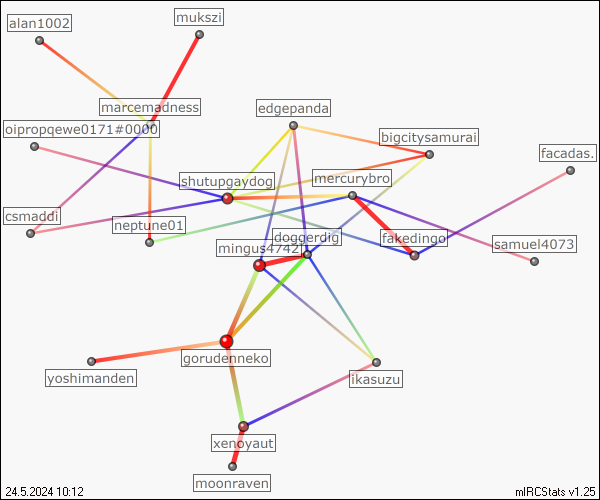 mukszi
alan1002
marcemadness
edgepanda
oipropqewe0171#0000
bigcitysamurai
facadas.
shutupgaydog
mercurybro
csmaddi
neptune01
doggerdig
fakedingo
mingus4742
samuel4073
gorudenneko
yoshimanden
ikasuzu
xenoyaut
moonraven
24.5.2024 10:12
mIRCStats v1.25